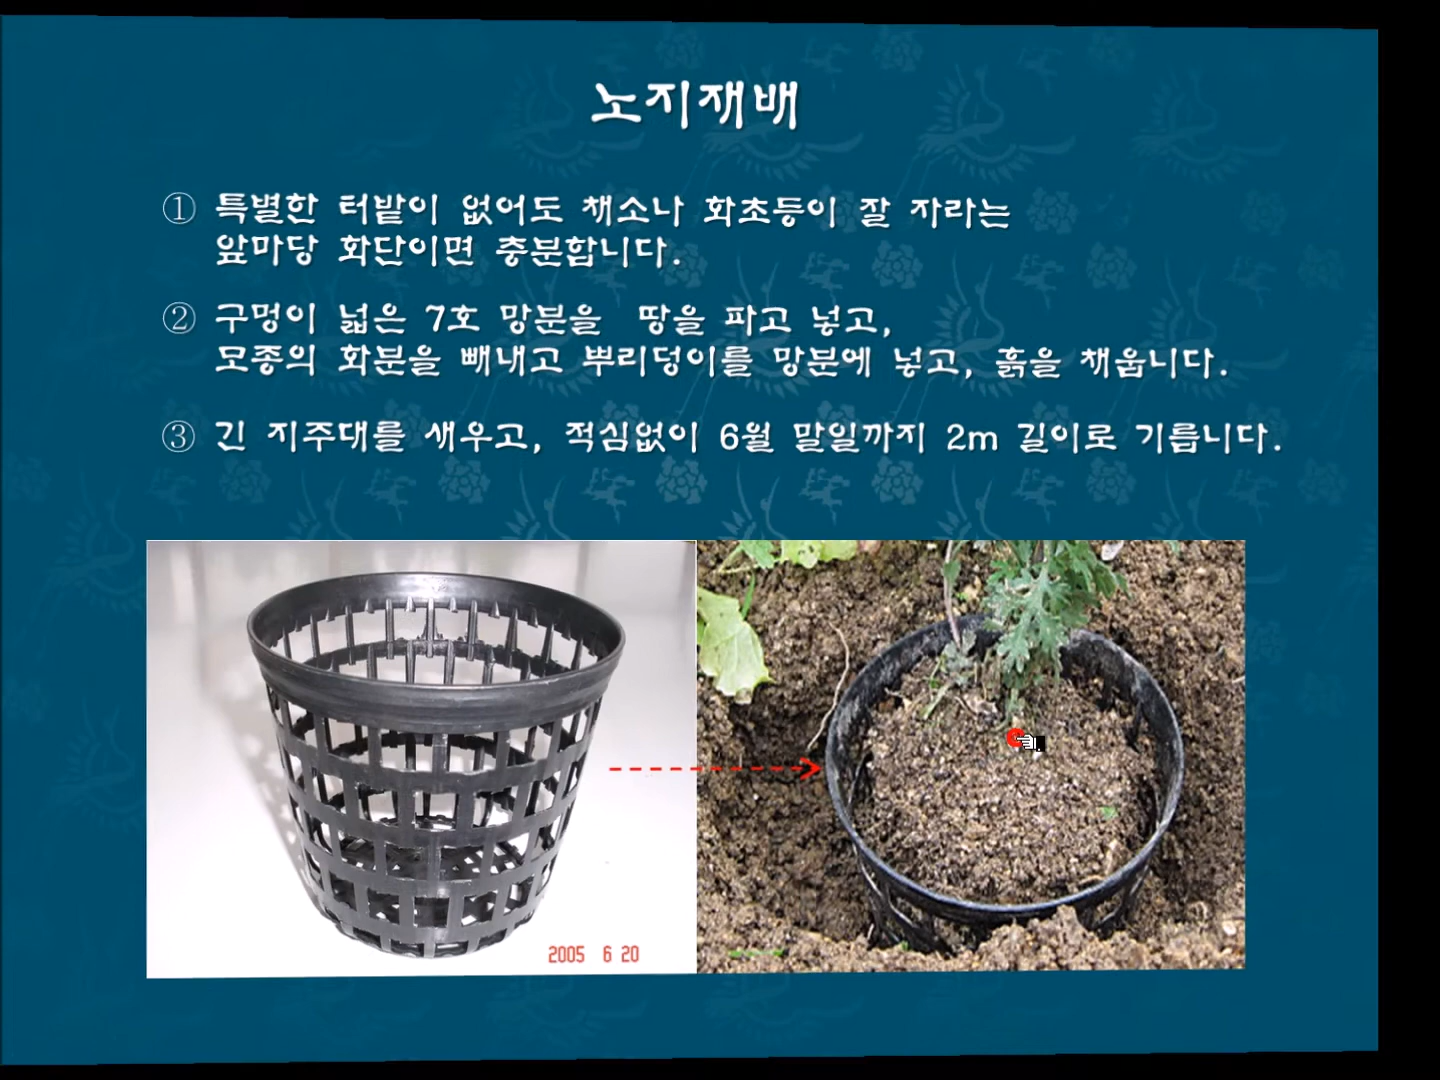 노지재배
① 특별한 터밭이 없어도 채소나 화초등이 잘 자라는
앞마당 화단이면 충분합니다.
② 구멍이 넓은 7호 망분을 땅을 파고 넣고,
모종의 화분을 빼내고 뿌리덩이를 망분에 넣고, 흙을 채웁니다.
③ 긴 지주대를 새우고, 적심없이 6월 말일까지 2m 길이로 기릅니다.
2005 6 20